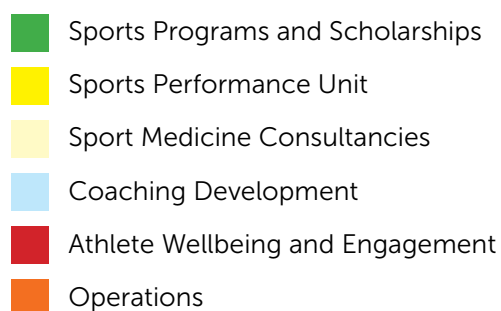 Sports Programs and Scholarships
Sports Performance Unit
Sport Medicine Consultancies
Coaching Development
Athlete Wellbeing and Engagement
Operations